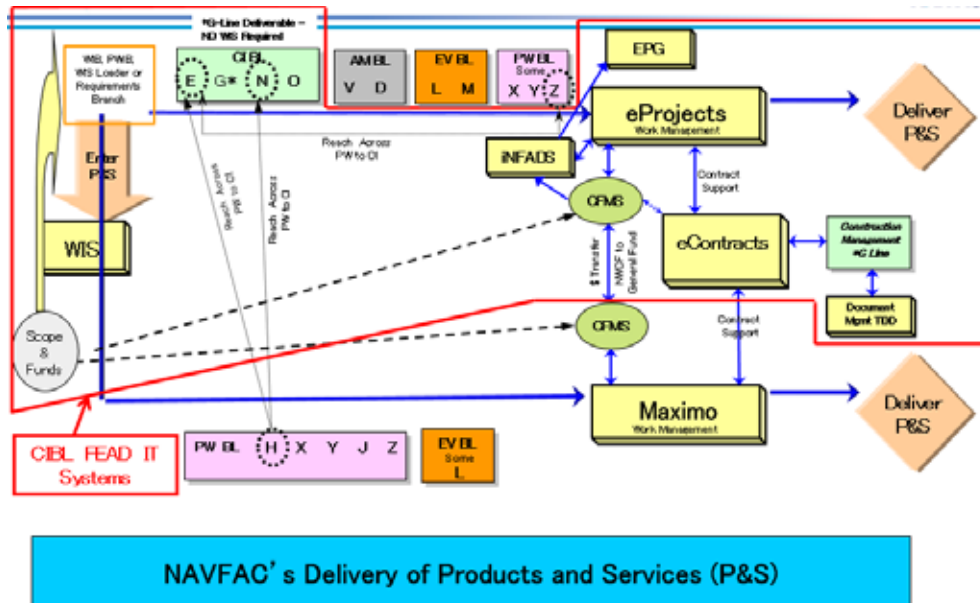 *G-Line Deliverable –
NO WS Required
WB, PWB,
WS Loader or
Requirements
Branch
CIBL
E G* N O
AM BL
V D
EV BL
L M
PW BL
Some
X Y Z
EPG
eProjects
Work Management
Deliver
P&S
Enter
Reach Across
PW to CI
iNFADS
Contract
Support
Reach Across
PW to CI
Reach Across
PW to CI
CFMS
WIS
eContracts
Construction
Management
*G Line
$ Transfer
NWCF to
General Fund
Document
Mgmt TDD
Scope
&
Funds
CFMS
Contract
Support
Maximo
Work Management
Deliver
P&S
CIBL FEAD IT
Systems
PW BL H X Y J Z
EV BL
Some
L
NAVFAC's Delivery of Products and Services (P&S)